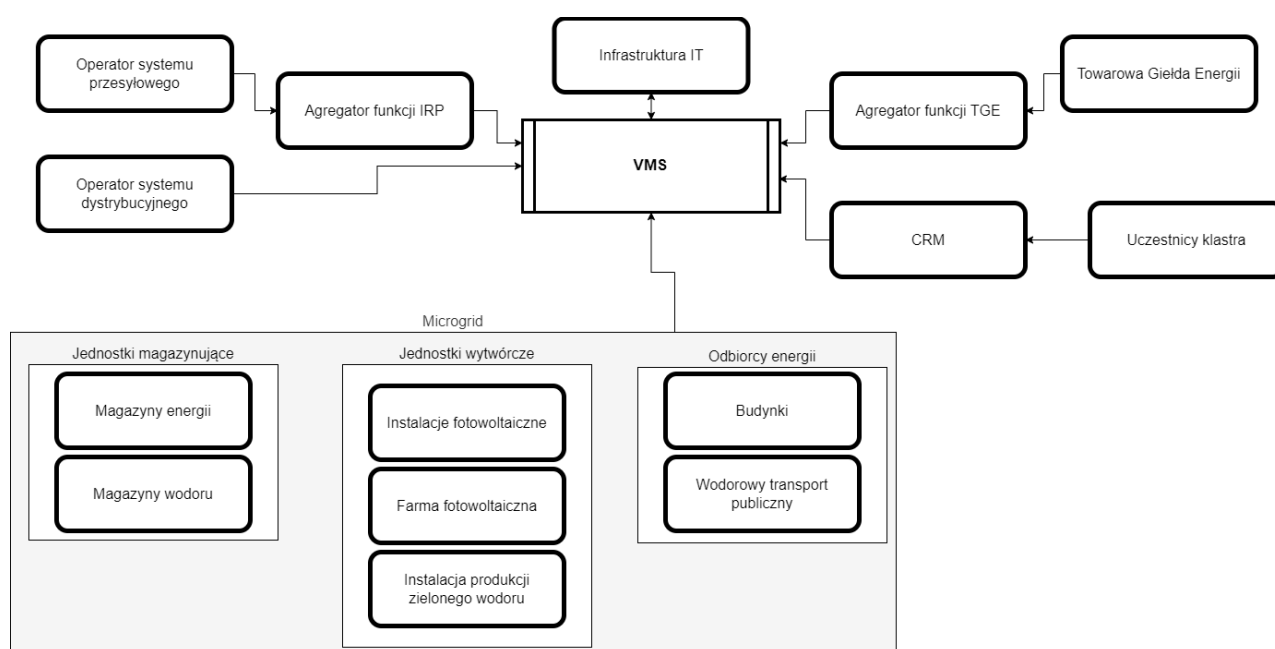 Operator systemu
przesyłowego
Agregator funkcji IRP
Infrastruktura IT
Agregator funkcji TGE
Towarowa Giełda Energii
Operator systemu
dystrybucyjnego
VMS
CRM
Uczestnicy klastra
Microgrid
Jednostki magazynujące
Magazyny energii
Magazyny wodoru
Jednostki wytwórcze
Instalacje fotowoltaiczne
Farma fotowoltaiczna
Instalacja produkcji
zielonego wodoru
Odbiorcy energii
Budynki
Wodorowy transport
publiczny